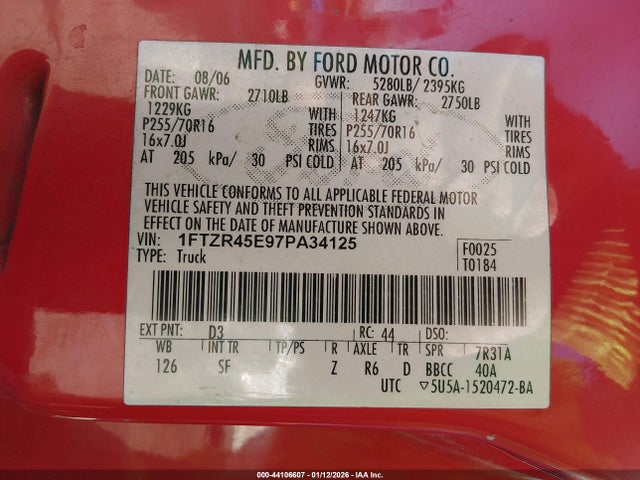 MFD. BY FORD MOTOR CO.
DATE: 08/06 GVWR: 5280LB/ 2395KG
FRONT GAWR: 2710LB REAR GAWR: 2750LB
1229KG WITH 1247KG WITH
P255/70R16 TIRES P255/70R16 TIRES
16x7.0J RIMS 16x7.0J RIMS
AT 205 kPa/ 30 PSI COLD AT 205 kPa/ 30 PSI COLD
THIS VEHICLE CONFORMS TO ALL APPLICABLE FEDERAL MOTOR
VEHICLE SAFETY AND THEFT PREVENTION STANDARDS IN
EFFECT ON THE DATE OF MANUFACTURE SHOWN ABOVE.
VIN: 1FTZR45E97PA34125 F0025
TYPE: Truck T0184
EXT PNT: D3 RC: 44 DSO:
WB INT TR TP/PS R AXLE TR SPR 7R31A
126 SF Z R6 D BBCC 40A
UTC ▽5U5A-1520472-BA
000-44106607 - 01/12/2026 - IAA Inc.